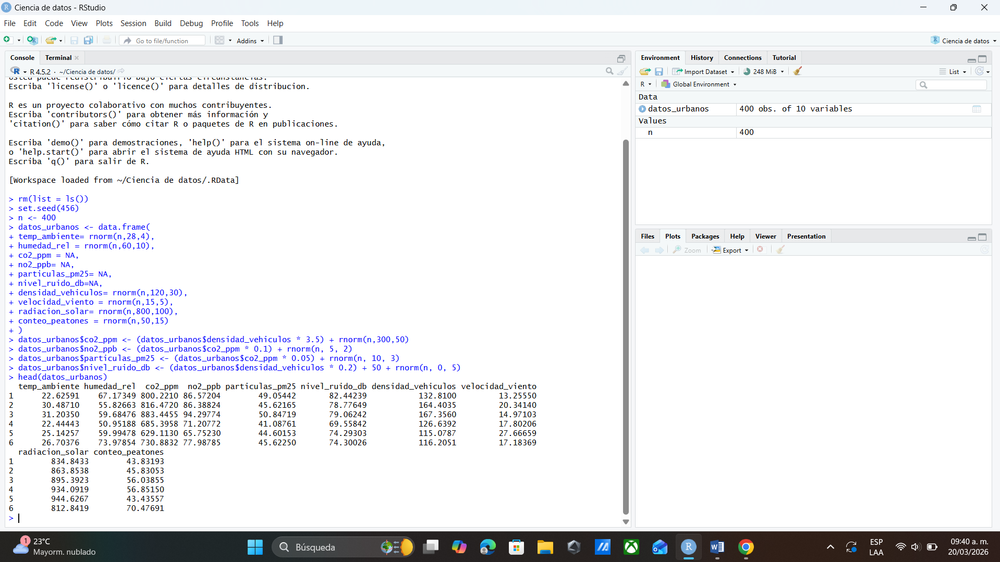 Ciencia de datos - RStudio
File Edit Code View Plots Session Build Debug Profile Tools Help
Go to file/function Addins Ciencia de datos
Console Terminal
R 4.5.2 · ~/Ciencia de datos/
Usted puede redistribuirlo bajo ciertas circunstancias.
Escriba 'license()' o 'licence()' para detalles de distribucion.
R es un proyecto colaborativo con muchos contribuyentes.
Escriba 'contributors()' para obtener más información y
'citation()' para saber cómo citar R o paquetes de R en publicaciones.
Escriba 'demo()' para demostraciones, 'help()' para el sistema on-line de ayuda,
o 'help.start()' para abrir el sistema de ayuda HTML con su navegador.
Escriba 'q()' para salir de R.
[Workspace loaded from ~/Ciencia de datos/.RData]
> rm(list = ls())
> set.seed(456)
> n <- 400
> datos_urbanos <- data.frame(
+ temp_ambiente= rnorm(n,28,4),
+ humedad_rel = rnorm(n,60,10),
+ co2_ppm = NA,
+ no2_ppb= NA,
+ particulas_pm25= NA,
+ nivel_ruido_db=NA,
+ densidad_vehiculos= rnorm(n,120,30),
+ velocidad_viento = rnorm(n,15,5),
+ radiacion_solar= rnorm(n,800,100),
+ conteo_peatones = rnorm(n,50,15)
+ )
> datos_urbanos$co2_ppm <- (datos_urbanos$densidad_vehiculos * 3.5) + rnorm(n,300,50)
> datos_urbanos$no2_ppb <- (datos_urbanos$co2_ppm * 0.1) + rnorm(n, 5, 2)
> datos_urbanos$particulas_pm25 <- (datos_urbanos$co2_ppm * 0.05) + rnorm(n, 10, 3)
> datos_urbanos$nivel_ruido_db <- (datos_urbanos$densidad_vehiculos * 0.2) + 50 + rnorm(n, 0, 5)
> head(datos_urbanos)
temp_ambiente humedad_rel co2_ppm no2_ppb particulas_pm25 nivel_ruido_db densidad_vehiculos velocidad_viento
1 22.62591 67.17349 800.2210 86.57204 49.05442 82.44239 132.8100 13.25550
2 30.48710 55.82663 816.4720 86.38824 45.62165 78.77649 164.4035 20.34140
3 31.20350 59.68476 883.4455 94.29774 50.84719 79.06242 167.3560 14.97103
4 22.44443 50.95188 685.3958 71.20772 41.08761 69.55842 126.6392 17.80206
5 25.14257 59.99478 629.1130 65.75230 44.60153 74.29303 115.0787 27.66659
6 26.70376 73.97854 730.8832 77.98785 45.62250 74.30026 116.2051 17.18369
radiacion_solar conteo_peatones
1 834.8433 43.83193
2 863.8538 45.83053
3 895.3923 56.03855
4 934.0919 56.85150
5 944.6267 43.43557
6 812.8419 70.47691
>
Environment History Connections Tutorial
Import Dataset 248 MiB List
R Global Environment
Data
datos_urbanos 400 obs. of 10 variables
Values
n 400
Files Plots Packages Help Viewer Presentation
Zoom Export
1 23°C
Mayorm. nublado
Búsqueda
ESP
LAA
09:40 a. m.
20/03/2026